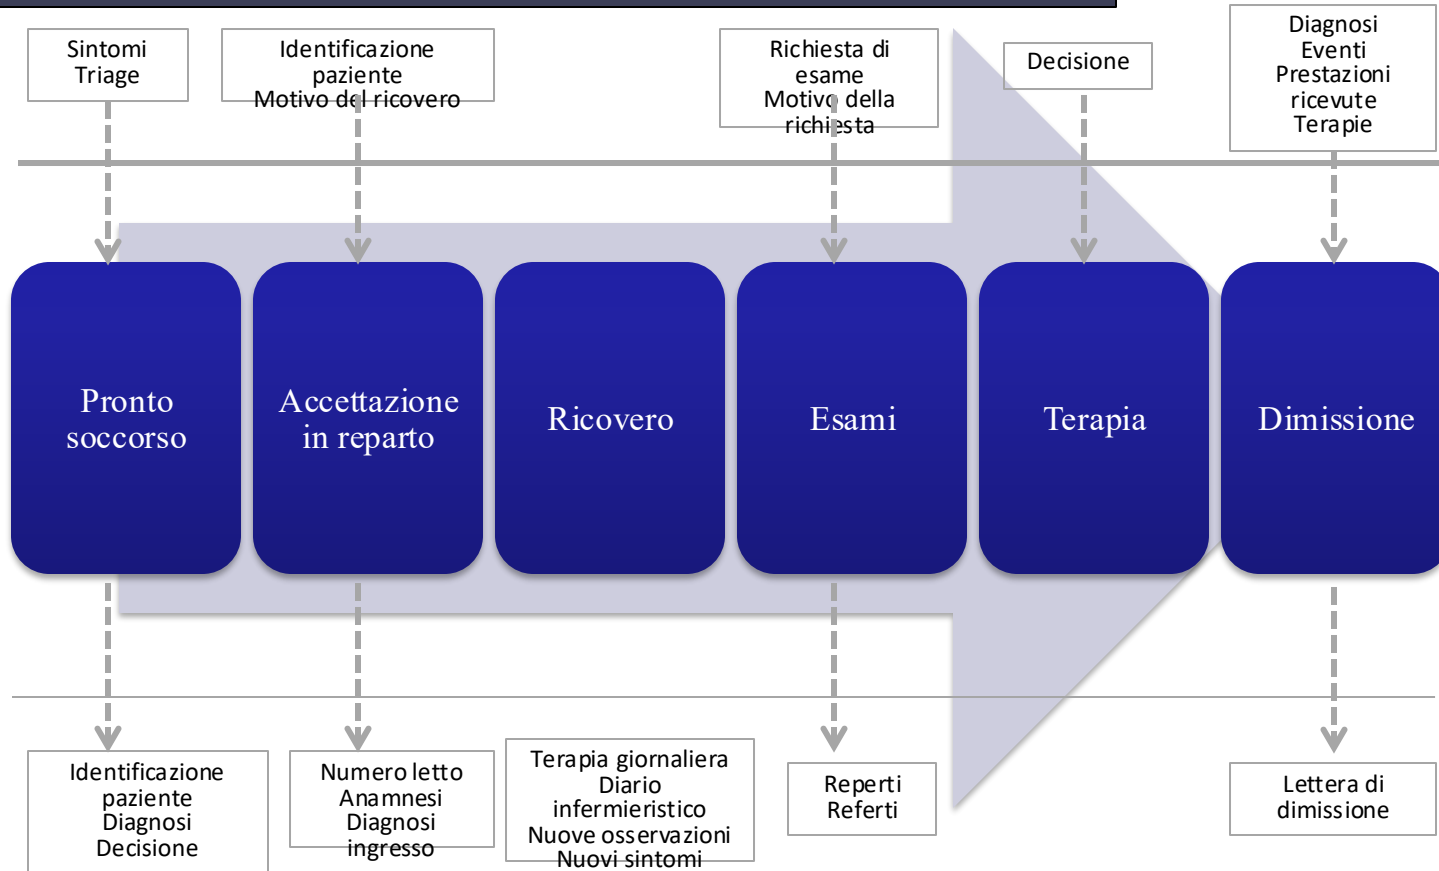 Sintomi
Triage
Identificazione
paziente
Motivo del ricovero
Richiesta di
esame
Motivo della
richiesta
Decisione
Diagnosi
Eventi
Prestazioni
ricevute
Terapie
Pronto
soccorso
Accettazione
in reparto
Ricovero
Esami
Terapia
Dimissione
Identificazione
paziente
Diagnosi
Decisione
Numero letto
Anamnesi
Diagnosi
ingresso
Terapia giornaliera
Diario
infermieristico
Nuove osservazioni
Nuovi sintomi
Reperti
Referti
Lettera di
dimissione